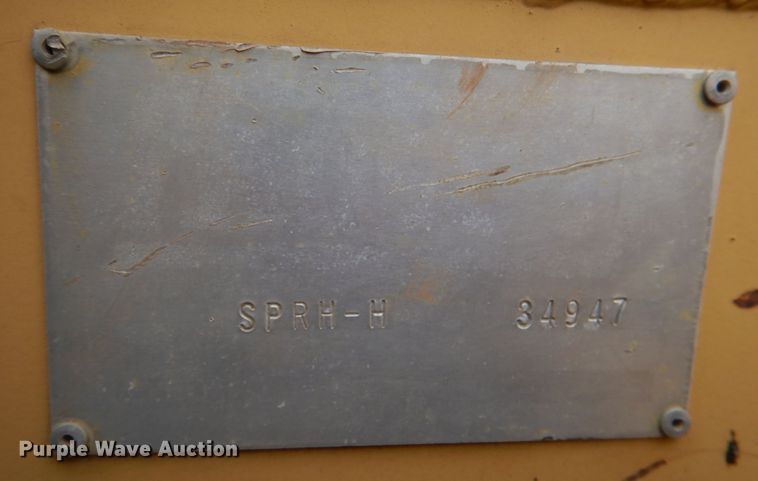 SPRH-H 34947
Purple Wave Auction